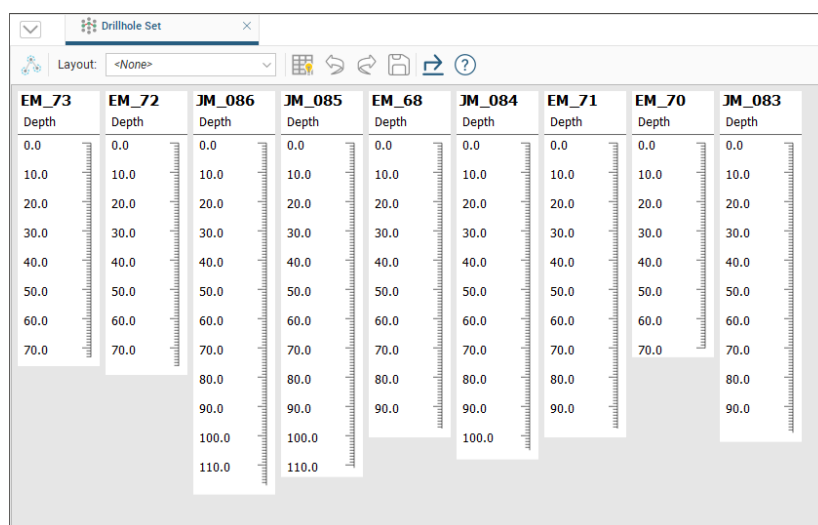 Drillhole Set
Layout: <None>
EM_73 EM_72 JM_086 JM_085 EM_68 JM_084 EM_71 EM_70 JM_083
Depth Depth Depth Depth Depth Depth Depth Depth Depth
0.0 0.0 0.0 0.0 0.0 0.0 0.0 0.0 0.0
10.0 10.0 10.0 10.0 10.0 10.0 10.0 10.0 10.0
20.0 20.0 20.0 20.0 20.0 20.0 20.0 20.0 20.0
30.0 30.0 30.0 30.0 30.0 30.0 30.0 30.0 30.0
40.0 40.0 40.0 40.0 40.0 40.0 40.0 40.0 40.0
50.0 50.0 50.0 50.0 50.0 50.0 50.0 50.0 50.0
60.0 60.0 60.0 60.0 60.0 60.0 60.0 60.0 60.0
70.0 70.0 70.0 70.0 70.0 70.0 70.0 70.0 70.0
80.0 80.0 80.0 80.0 80.0 80.0
90.0 90.0 90.0 90.0 90.0 90.0
100.0 100.0 100.0
110.0 110.0